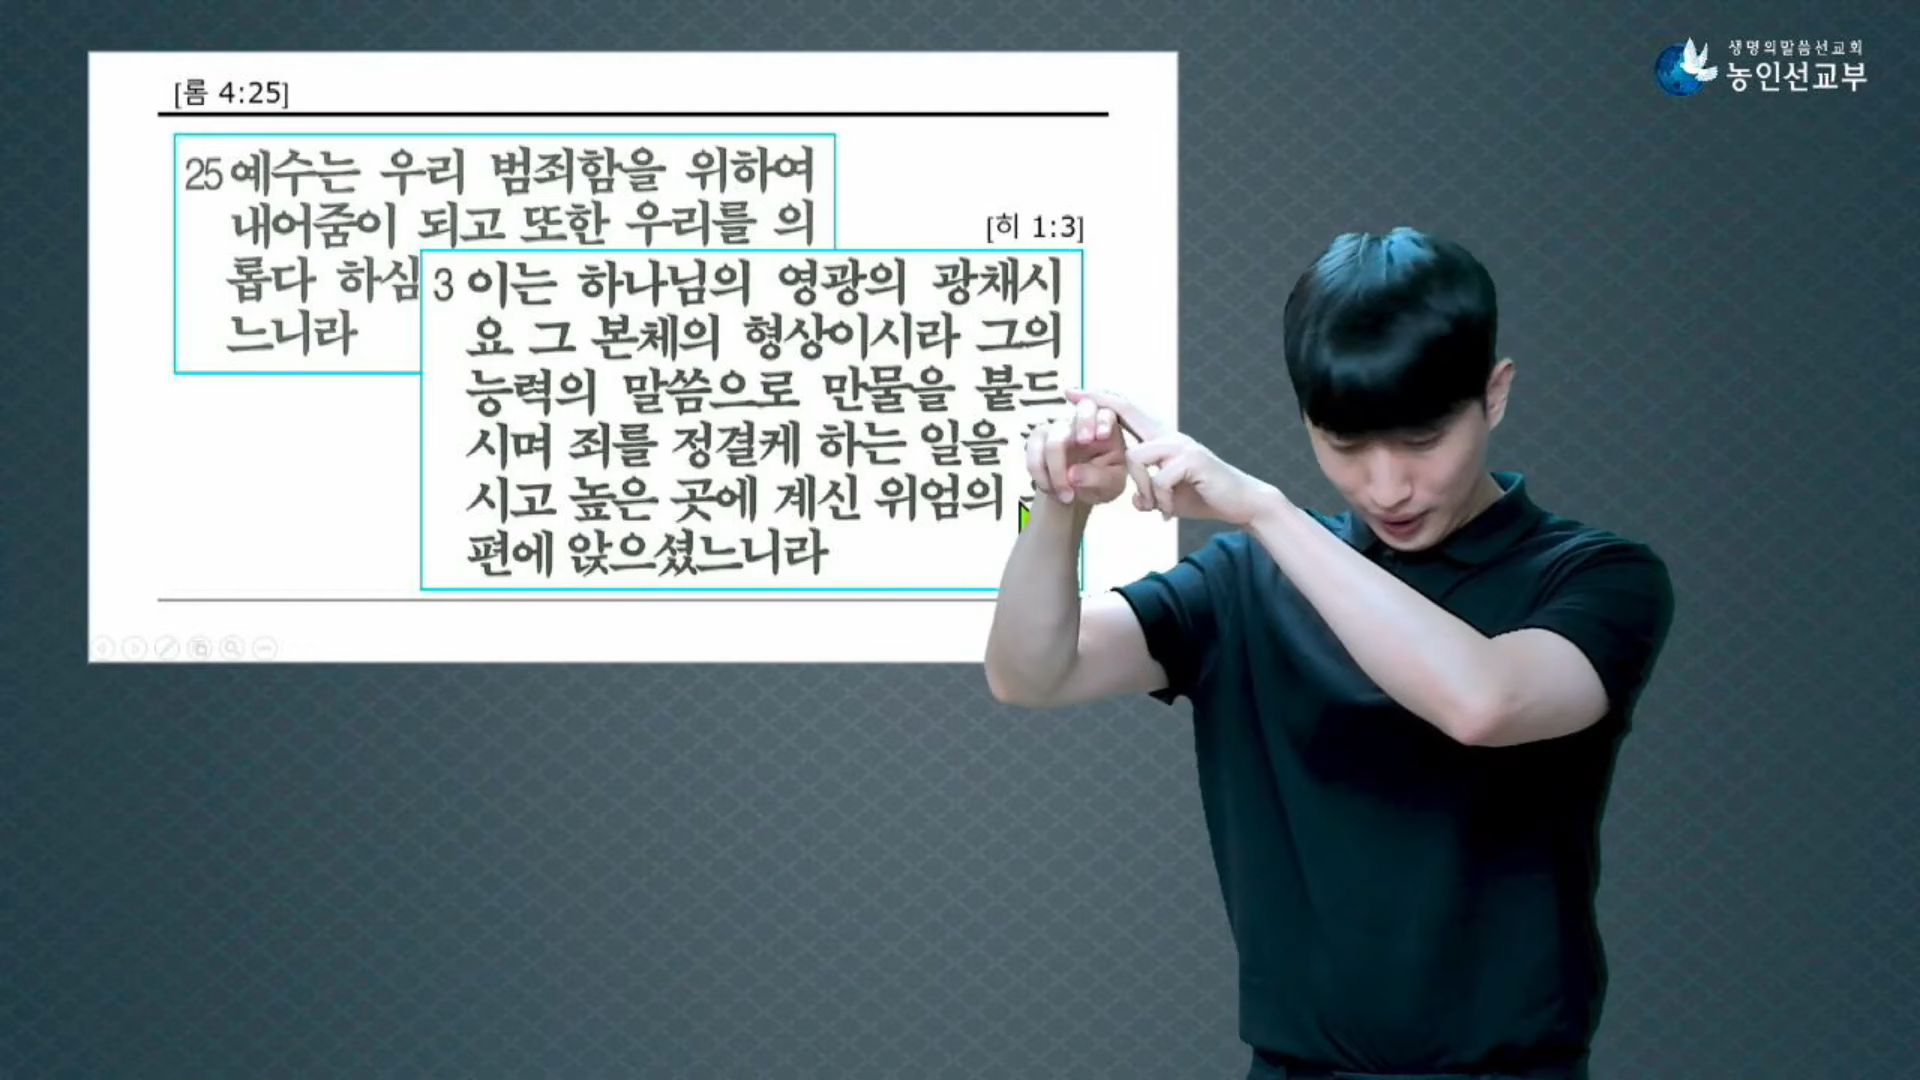 [롬 4:25]
25 예수는 우리 범죄함을 위하여
내어줌이 되고 또한 우리를 의
롭다 하심
느니라
[히 1:3]
3 이는 하나님의 영광의 광채시
요 그 본체의 형상이시라 그의
능력의 말씀으로 만물을 붙드
시며 죄를 정결케 하는 일을
시고 높은 곳에 계신 위엄의
편에 앉으셨느니라
생명의말씀선교회
농인선교부